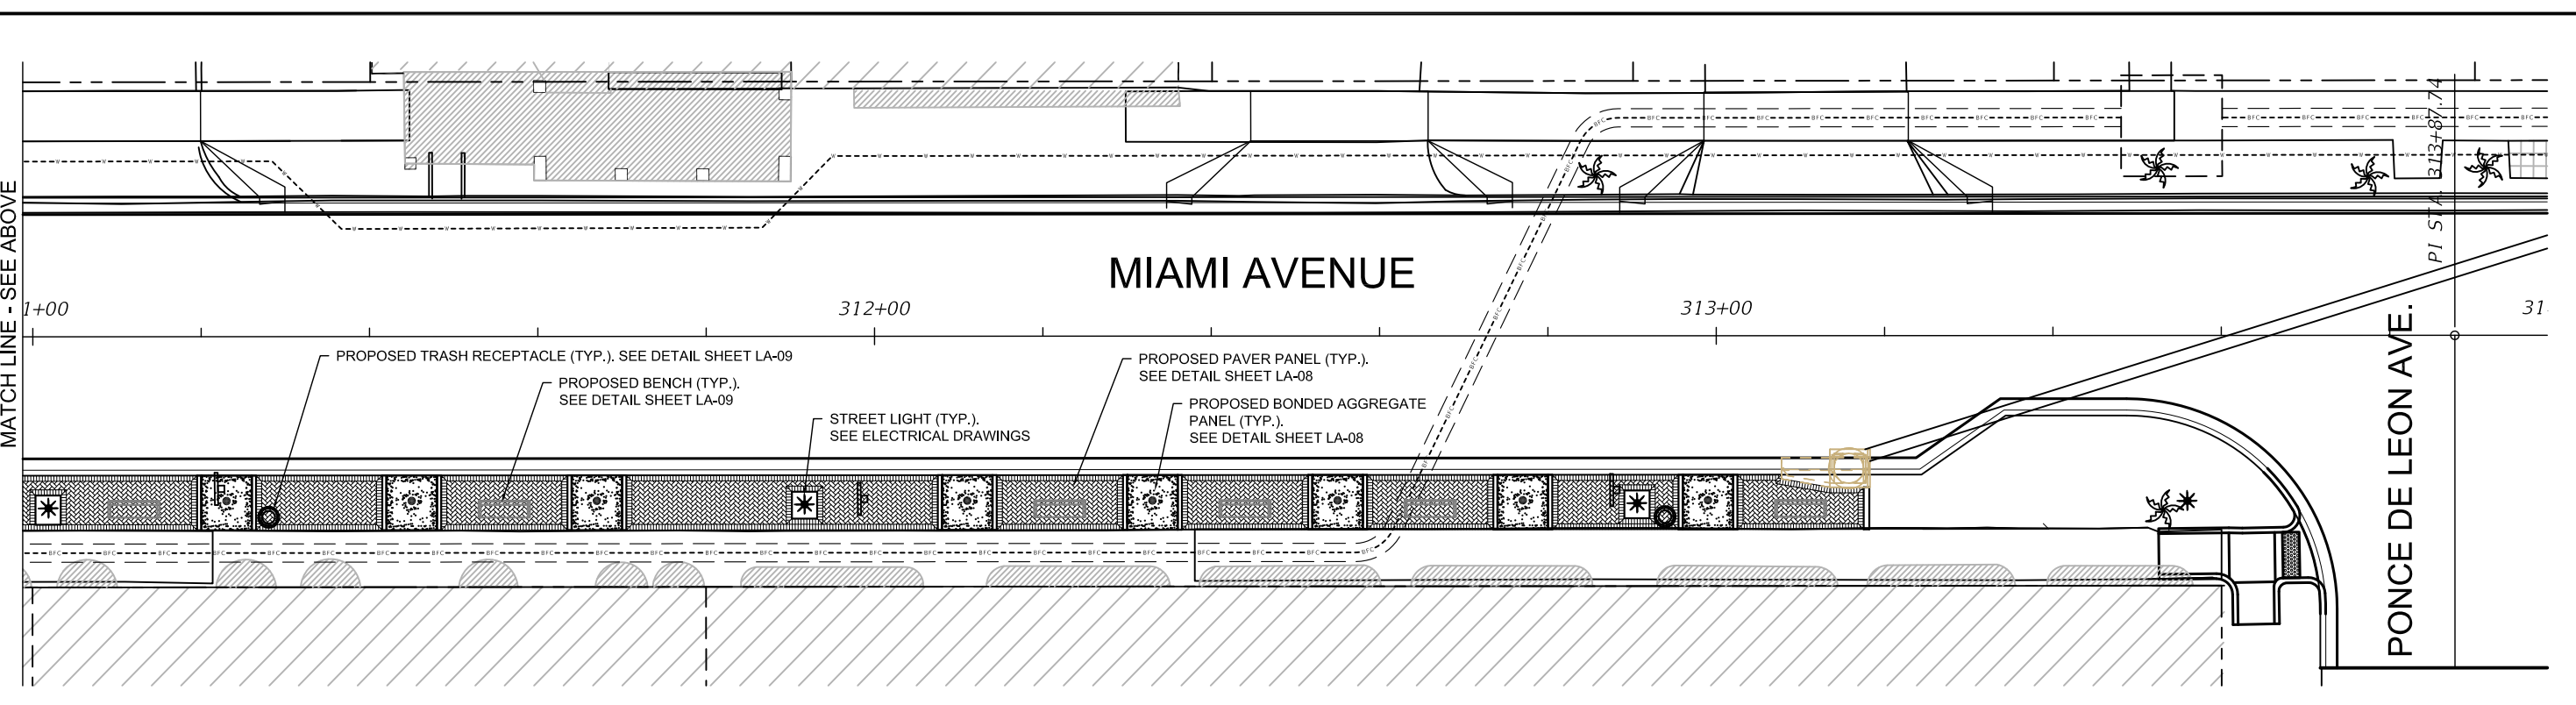 PI STA. 313+87.74
MATCH LINE - SEE ABOVE
MIAMI AVENUE
1+00
312+00
313+00
31
PROPOSED TRASH RECEPTACLE (TYP.). SEE DETAIL SHEET LA-09
PROPOSED BENCH (TYP.).
SEE DETAIL SHEET LA-09
STREET LIGHT (TYP.).
SEE ELECTRICAL DRAWINGS
PROPOSED PAVER PANEL (TYP.).
SEE DETAIL SHEET LA-08
PROPOSED BONDED AGGREGATE
PANEL (TYP.).
SEE DETAIL SHEET LA-08
PONCE DE LEON AVE.
BFC
W